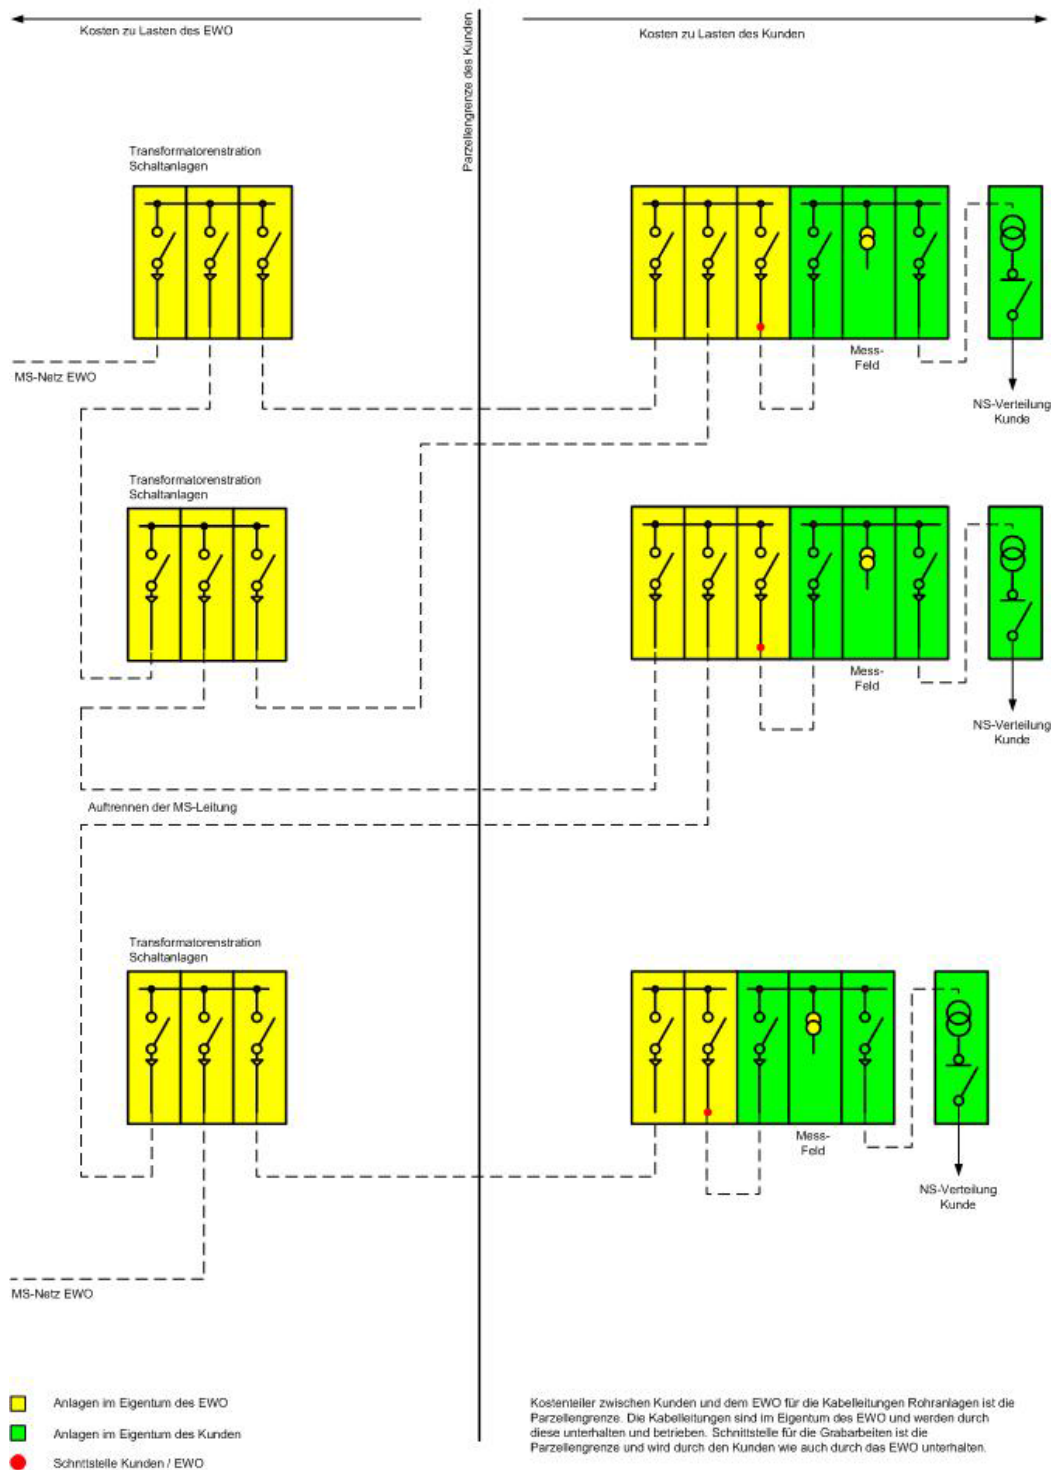 Kosten zu Lasten des EWO
Kosten zu Lasten des Kunden
Parzellengrenze des Kunden
Transformatorenstration
Schaltanlagen
Mess-
Feld
MS-Netz EWO
NS-Verteilung
Kunde
Transformatorenstration
Schaltanlagen
Mess-
Feld
NS-Verteilung
Kunde
Auftrennen der MS-Leitung
Transformatorenstration
Schaltanlagen
Mess-
Feld
NS-Verteilung
Kunde
MS-Netz EWO
Anlagen im Eigentum des EWO
Anlagen im Eigentum des Kunden
Schnttstelle Kunden / EWO
Kostenteiler zwischen Kunden und dem EWO für die Kabelleitungen Rohranlagen ist die
Parzellengrenze. Die Kabelleitungen sind im Eigentum des EWO und werden durch
diese unterhalten und betrieben. Schnittstelle für die Grabarbeiten ist die
Parzellengrenze und wird durch den Kunden wie auch durch das EWO unterhalten.